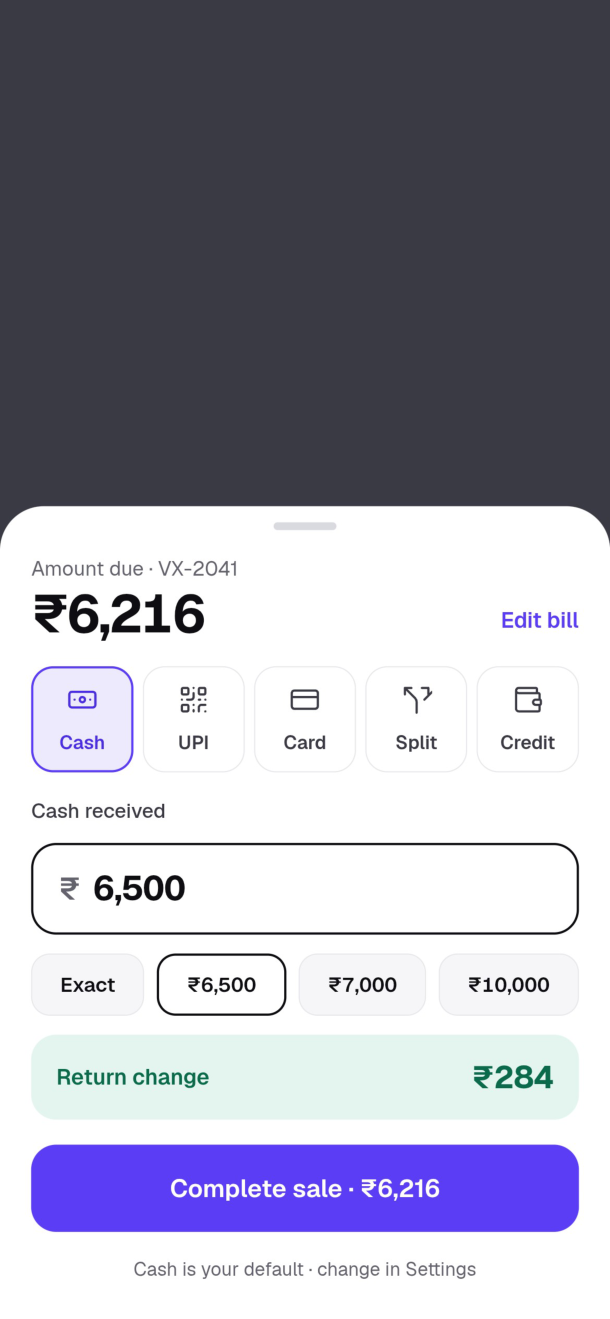 Amount due · VX-2041
₹6,216
Edit bill
Cash
UPI
Card
Split
Credit
Cash received
₹ 6,500
Exact
₹6,500
₹7,000
₹10,000
Return change
₹284
Complete sale · ₹6,216
Cash is your default · change in Settings